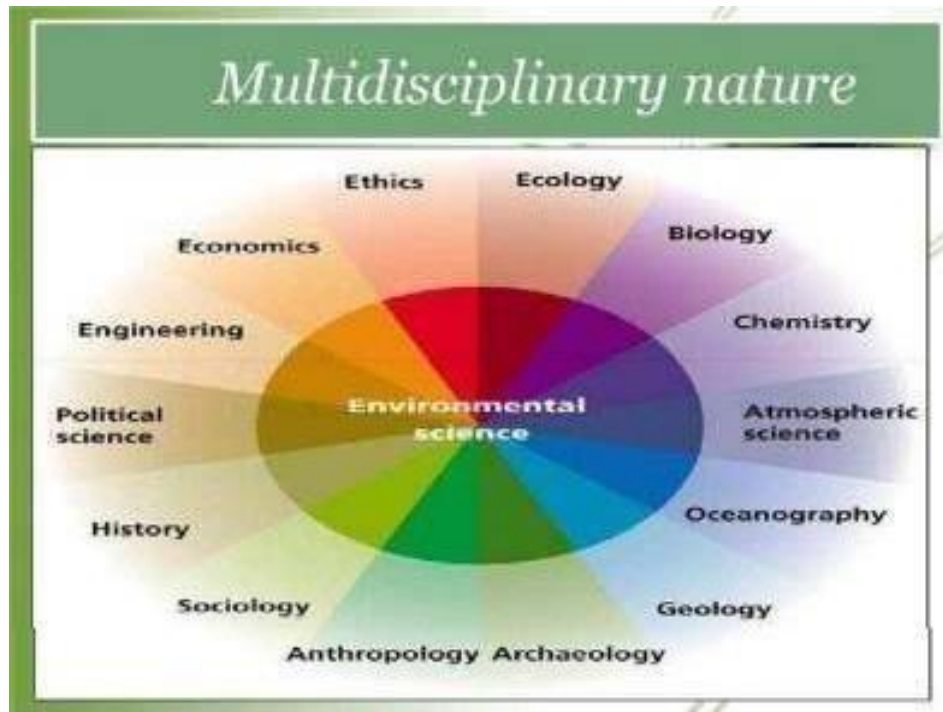 Multidisciplinary nature
Ethics
Ecology
Economics
Biology
Engineering
Chemistry
Political
science
Environmental
science
Atmospheric
science
History
Oceanography
Sociology
Geology
Anthropology
Archaeology